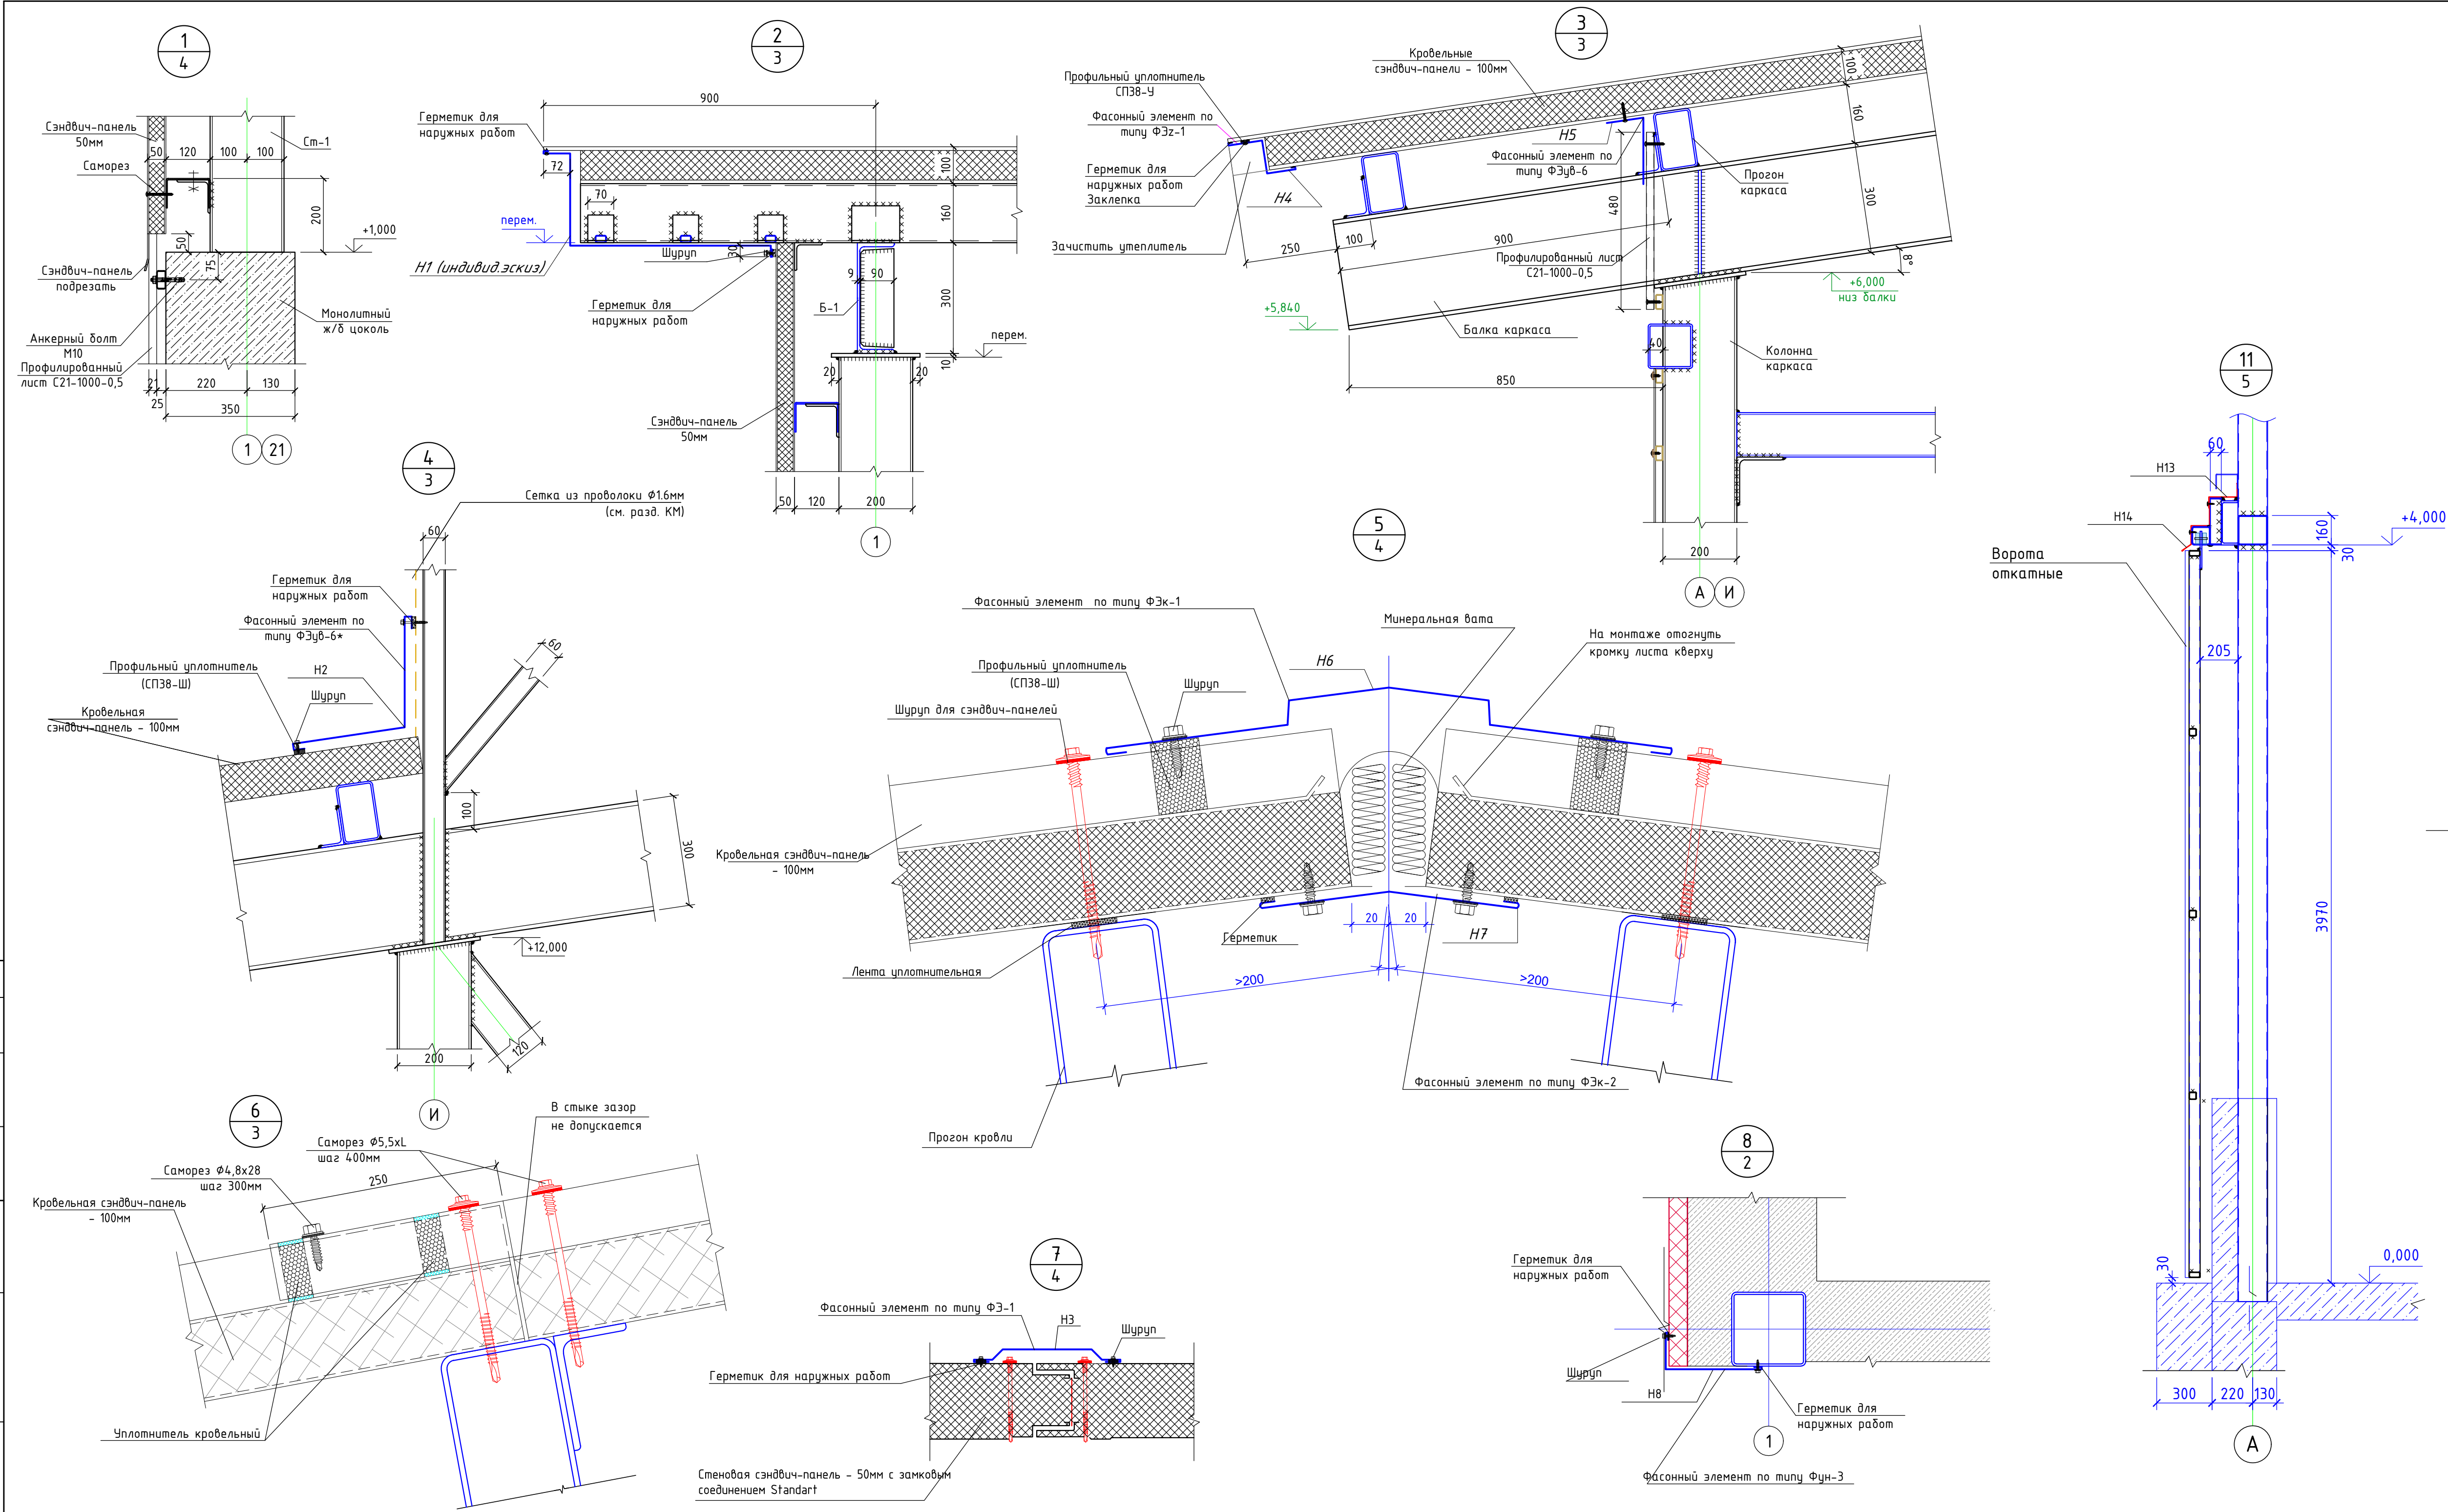 1
4
Сэндвич-панель
50мм
Саморез
Ст-1
50
120
100
100
200
+1,000
50
75
Сэндвич-панель
подрезать
Анкерный болт
М10
Профилированный
лист С21-1000-0,5
Монолитный
ж/б цоколь
21
25
220
130
350
1
21
2
3
900
Герметик для
наружных работ
72
70
100
160
перем.
Н1 (индивид.эскиз)
30
Шуруп
9
90
300
Герметик для
наружных работ
Б-1
перем.
20
20
10
Сэндвич-панель
50мм
50
120
200
1
3
3
Кровельные
сэндвич-панели - 100мм
Профильный уплотнитель
СП38-У
Фасонный элемент по
типу ФЭz-1
Герметик для
наружных работ
Заклепка
Н4
Зачистить утеплитель
Н5
Фасонный элемент по
типу ФЭув-6
Прогон
каркаса
100
160
300
480
250
100
900
Профилированный лист
С21-1000-0,5
8°
+6,000
низ балки
+5,840
Балка каркаса
40
Колонна
каркаса
850
200
А
И
4
3
Сетка из проволоки Ф1.6мм
(см. разд. КМ)
60
Герметик для
наружных работ
Фасонный элемент по
типу ФЭув-6*
Профильный уплотнитель
(СП38-Ш)
Н2
Шуруп
Кровельная
сэндвич-панель - 100мм
60
100
300
+12,000
200
120
И
5
4
Фасонный элемент по типу ФЭк-1
Минеральная вата
На монтаже отогнуть
кромку листа кверху
Н6
Профильный уплотнитель
(СП38-Ш)
Шуруп
Шуруп для сэндвич-панелей
Кровельная сэндвич-панель
- 100мм
20
20
Герметик
Н7
Лента уплотнительная
>200
>200
Фасонный элемент по типу ФЭк-2
Прогон кровли
11
5
60
Н13
Н14
+4,000
160
30
Ворота
откатные
205
3970
0,000
30
300
220
130
А
6
3
В стыке зазор
не допускается
Саморез Ф5,5хL
шаг 400мм
Саморез Ф4,8х28
шаг 300мм
250
Кровельная сэндвич-панель
- 100мм
Уплотнитель кровельный
7
4
Фасонный элемент по типу ФЭ-1
Н3
Шуруп
Герметик для наружных работ
Стеновая сэндвич-панель - 50мм с замковым
соединением Standart
8
2
Герметик для
наружных работ
Шуруп
Н8
Герметик для
наружных работ
1
Фасонный элемент по типу Фун-3